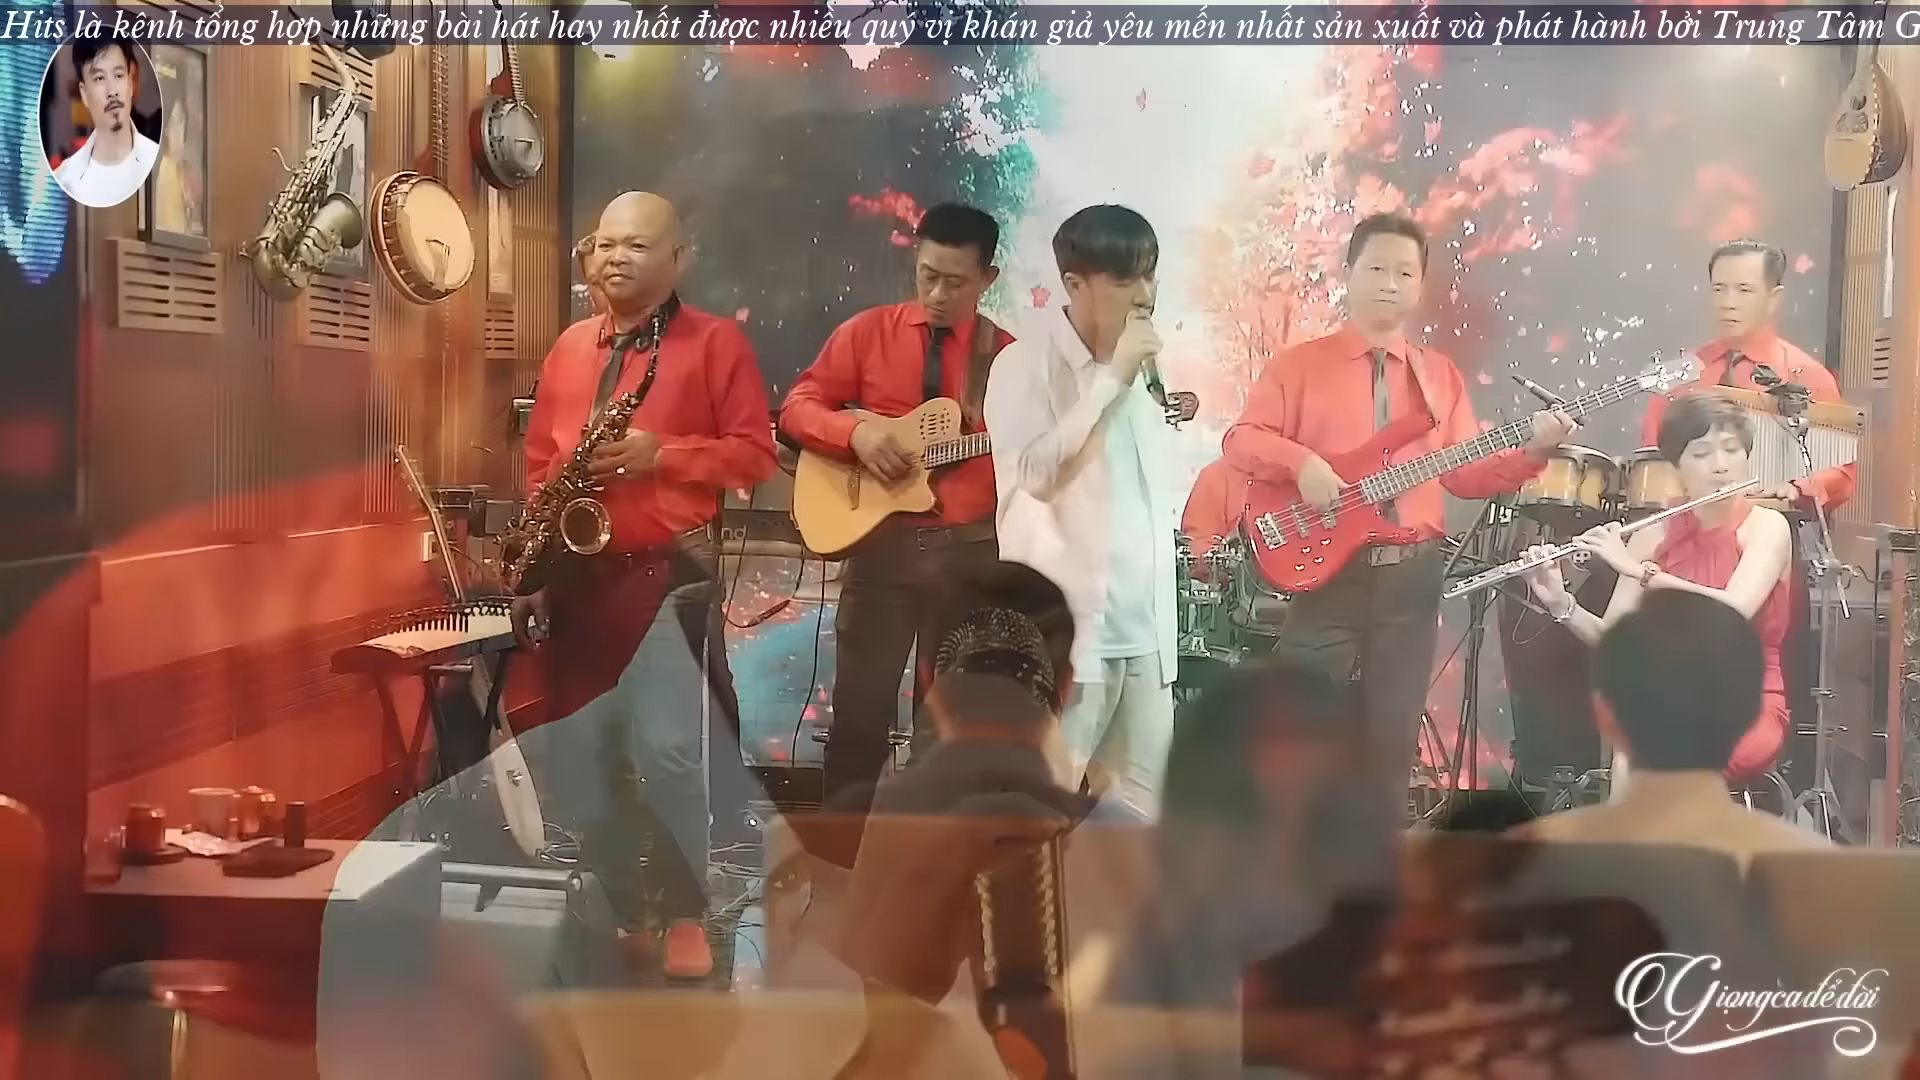 Hits là kênh tổng hợp những bài hát hay nhất được nhiều quý vị khán giả yêu mến nhất sản xuất và phát hành bởi Trung Tâm G
Giọngcadểđời